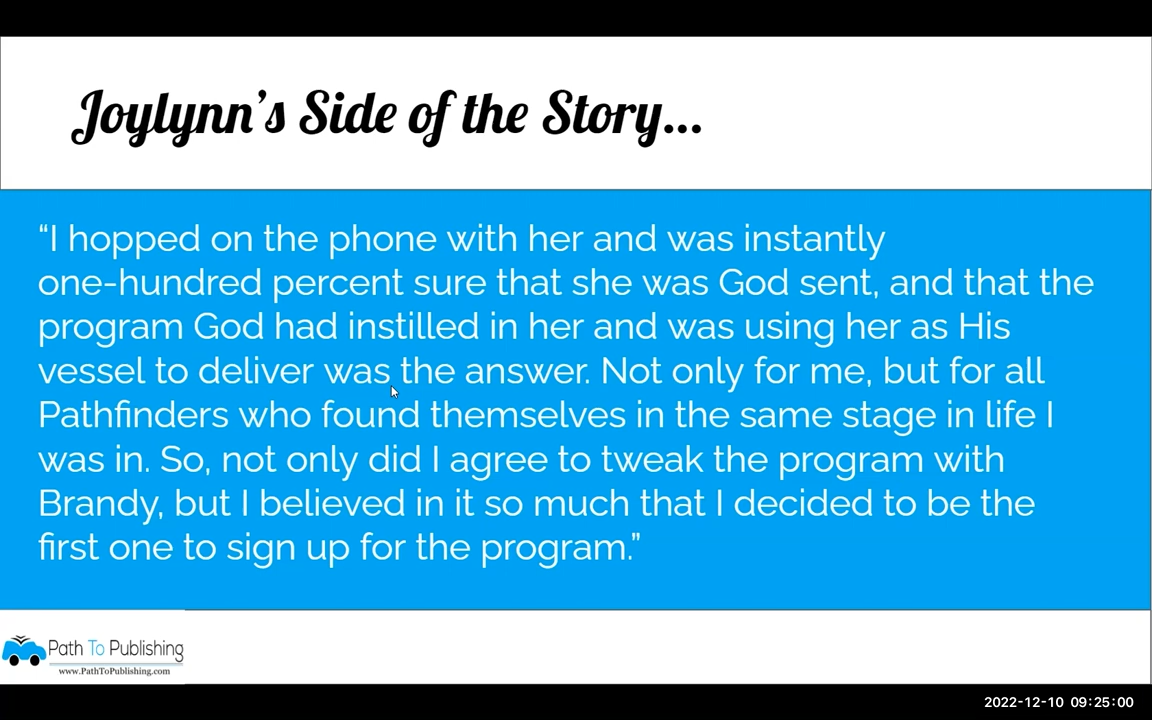 Joylynn’s Side of the Story...
“I hopped on the phone with her and was instantly
one-hundred percent sure that she was God sent, and that the
program God had instilled in her and was using her as His
vessel to deliver was the answer. Not only for me, but for all
Pathfinders who found themselves in the same stage in life I
was in. So, not only did I agree to tweak the program with
Brandy, but I believed in it so much that I decided to be the
first one to sign up for the program.”
Path To Publishing
www.PathToPublishing.com
2022-12-10 09:25:00